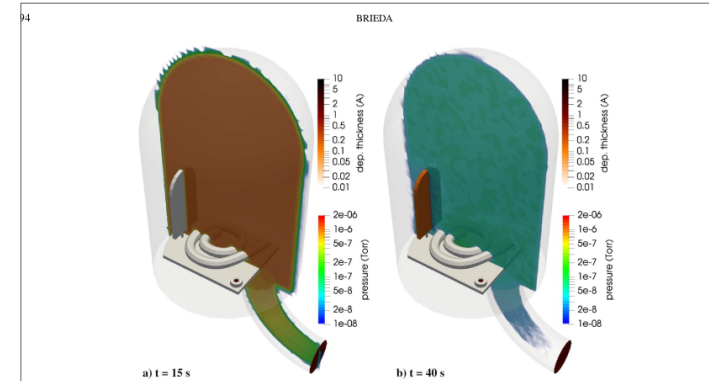 94
BRIEDA
10
5
2
1
0.5
0.2
0.1
0.05
0.02
0.01
dep. thickness (A)
2e-06
1e-6
5e-7
2e-7
1e-7
5e-8
2e-8
1e-08
pressure (Torr)
a) t = 15 s
10
5
2
1
0.5
0.2
0.1
0.05
0.02
0.01
dep. thickness (A)
2e-06
1e-6
5e-7
2e-7
1e-7
5e-8
2e-8
1e-08
pressure (Torr)
b) t = 40 s